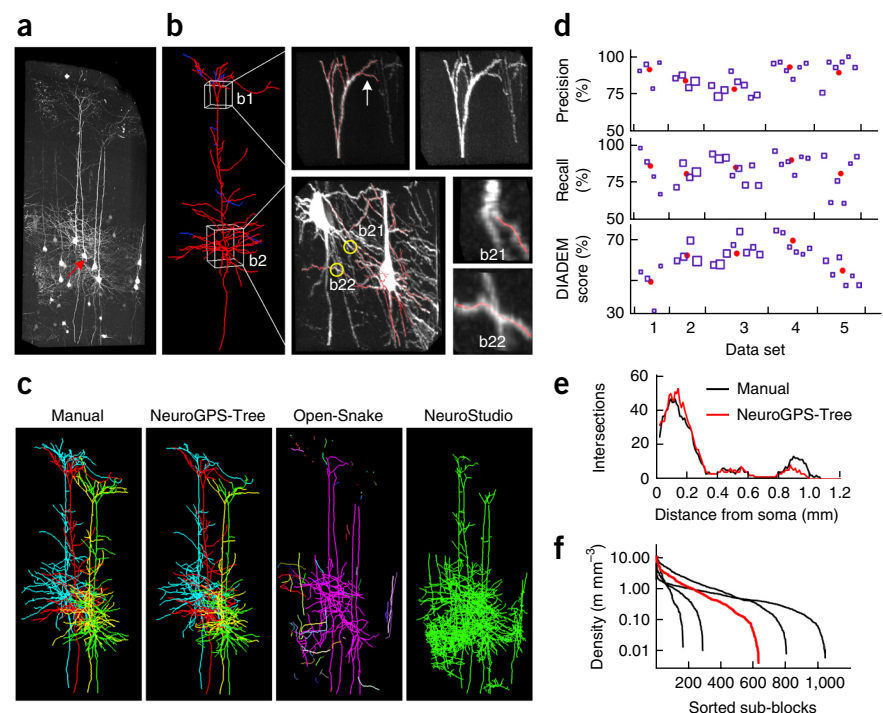 a
b
b1
b2
b21
b22
b21
b22
c
Manual
NeuroGPS-Tree
Open-Snake
NeuroStudio
d
Precision
(%)
100
75
50
Recall
(%)
100
75
50
DIADEM
score (%)
70
30
1 2 3 4 5
Data set
e
Intersections
60
40
20
0
Manual
NeuroGPS-Tree
0 0.2 0.4 0.6 0.8 1.0 1.2
Distance from soma (mm)
f
Density (m mm⁻³)
10.00
1.00
0.10
0.01
200 600 1,000
Sorted sub-blocks